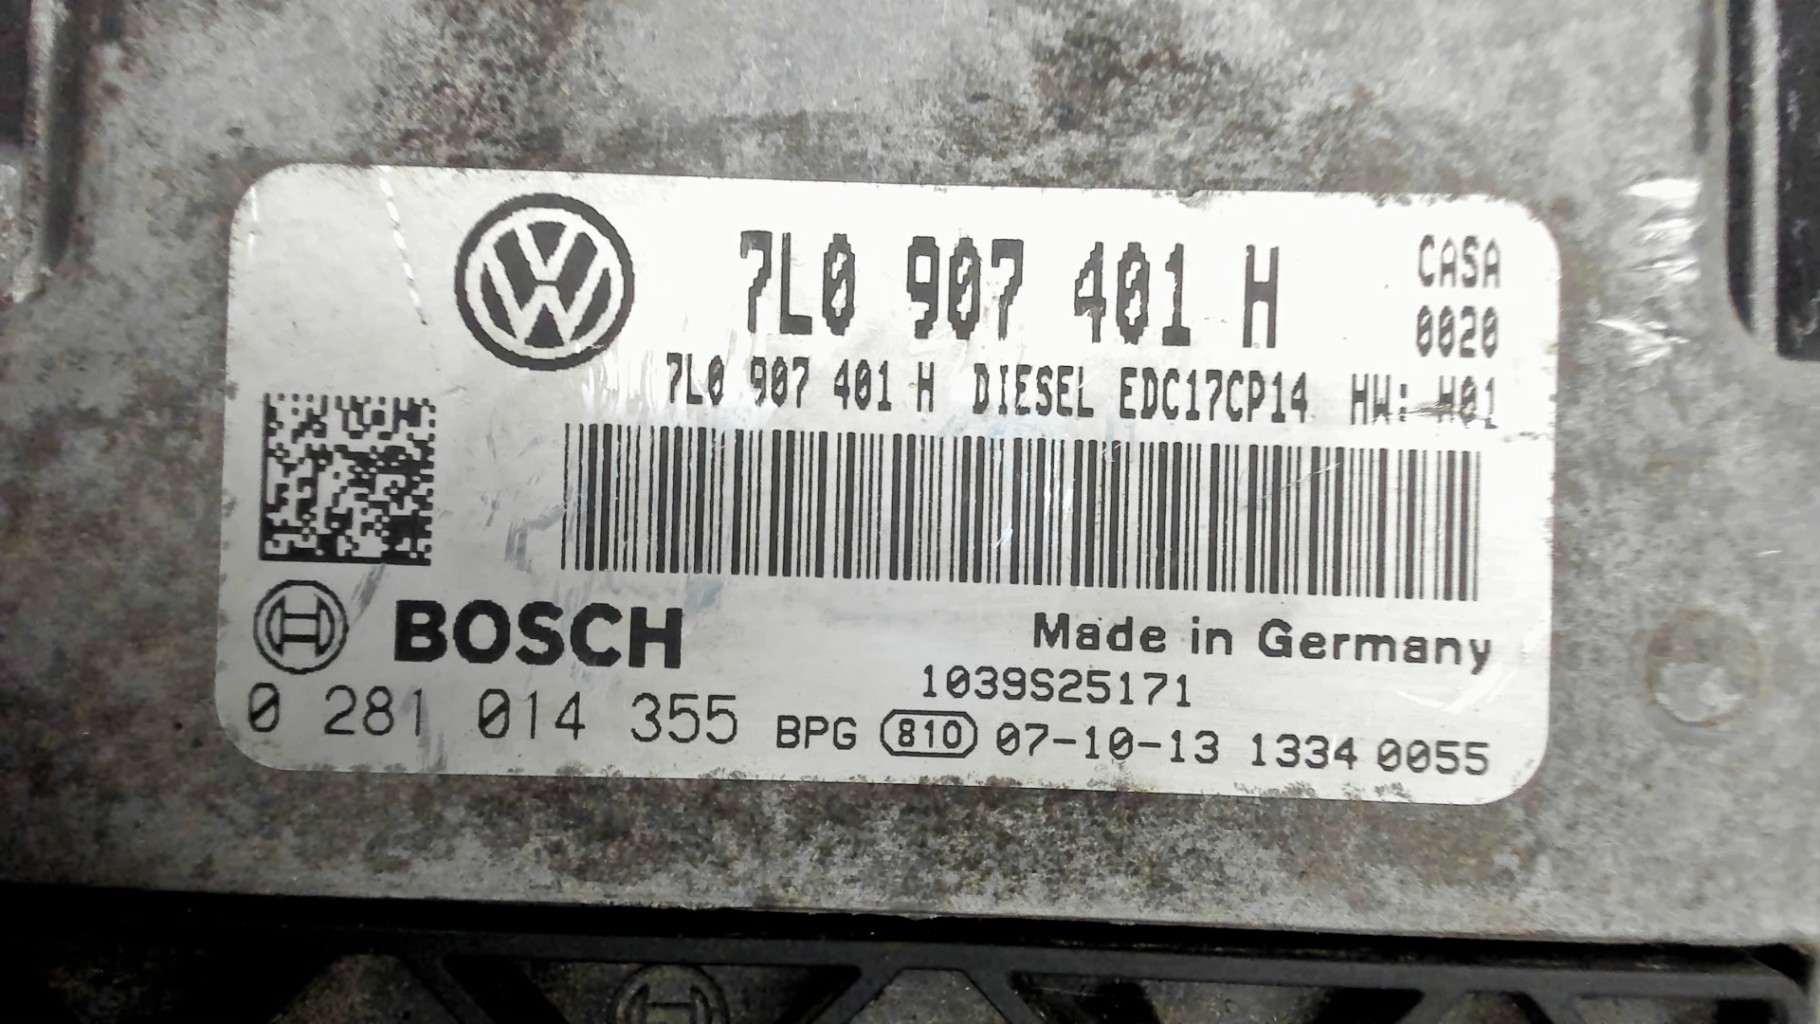 7L0 907 401 H
CASA
0020
7L0 907 401 H DIESEL EDC17CP14 HW: H01
BOSCH
Made in Germany
1039S25171
0 281 014 355 BPG 810 07-10-13 1334 0055